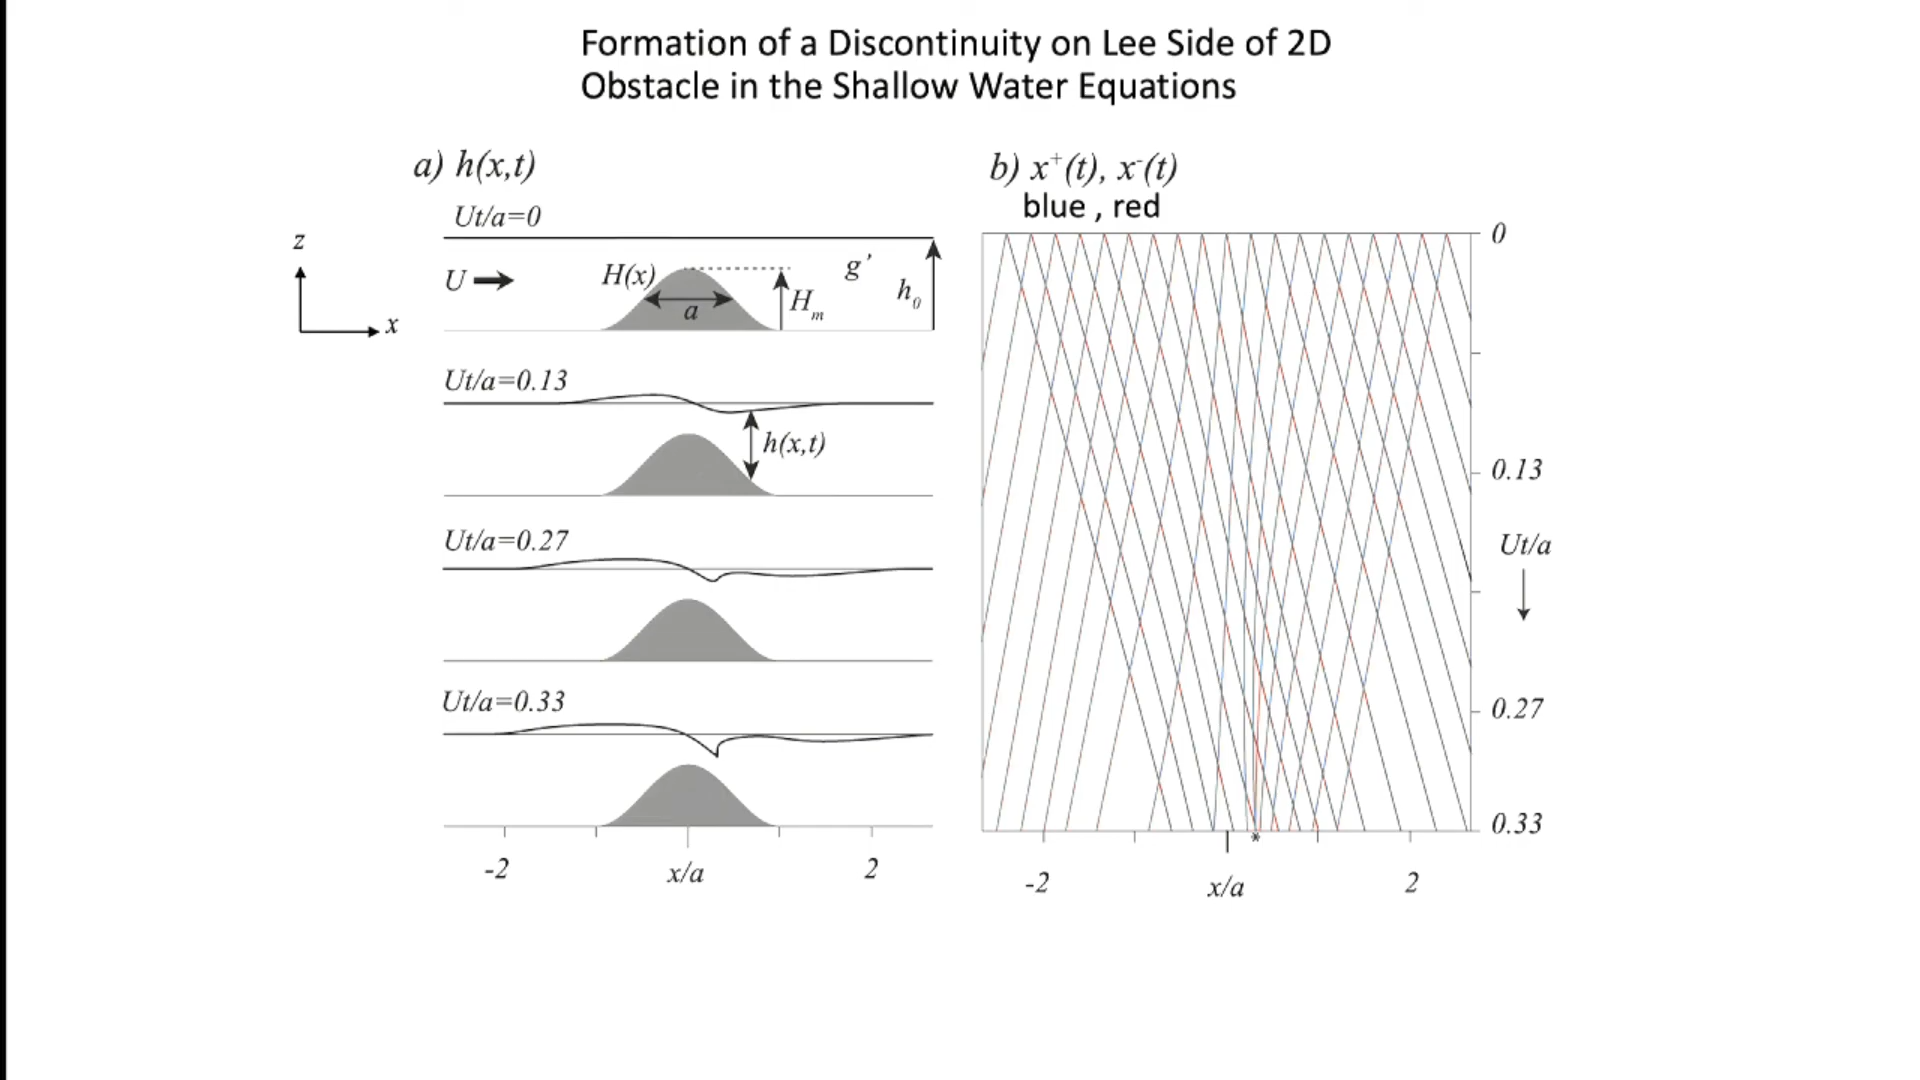 Formation of a Discontinuity on Lee Side of 2D
Obstacle in the Shallow Water Equations
a) h(x,t)
Ut/a=0
z
U
H(x)
g’
a
H_m
h_0
x
Ut/a=0.13
h(x,t)
Ut/a=0.27
Ut/a=0.33
-2
x/a
2
b) x⁺(t), x⁻(t)
blue , red
0
0.13
Ut/a
0.27
0.33
*
-2
x/a
2